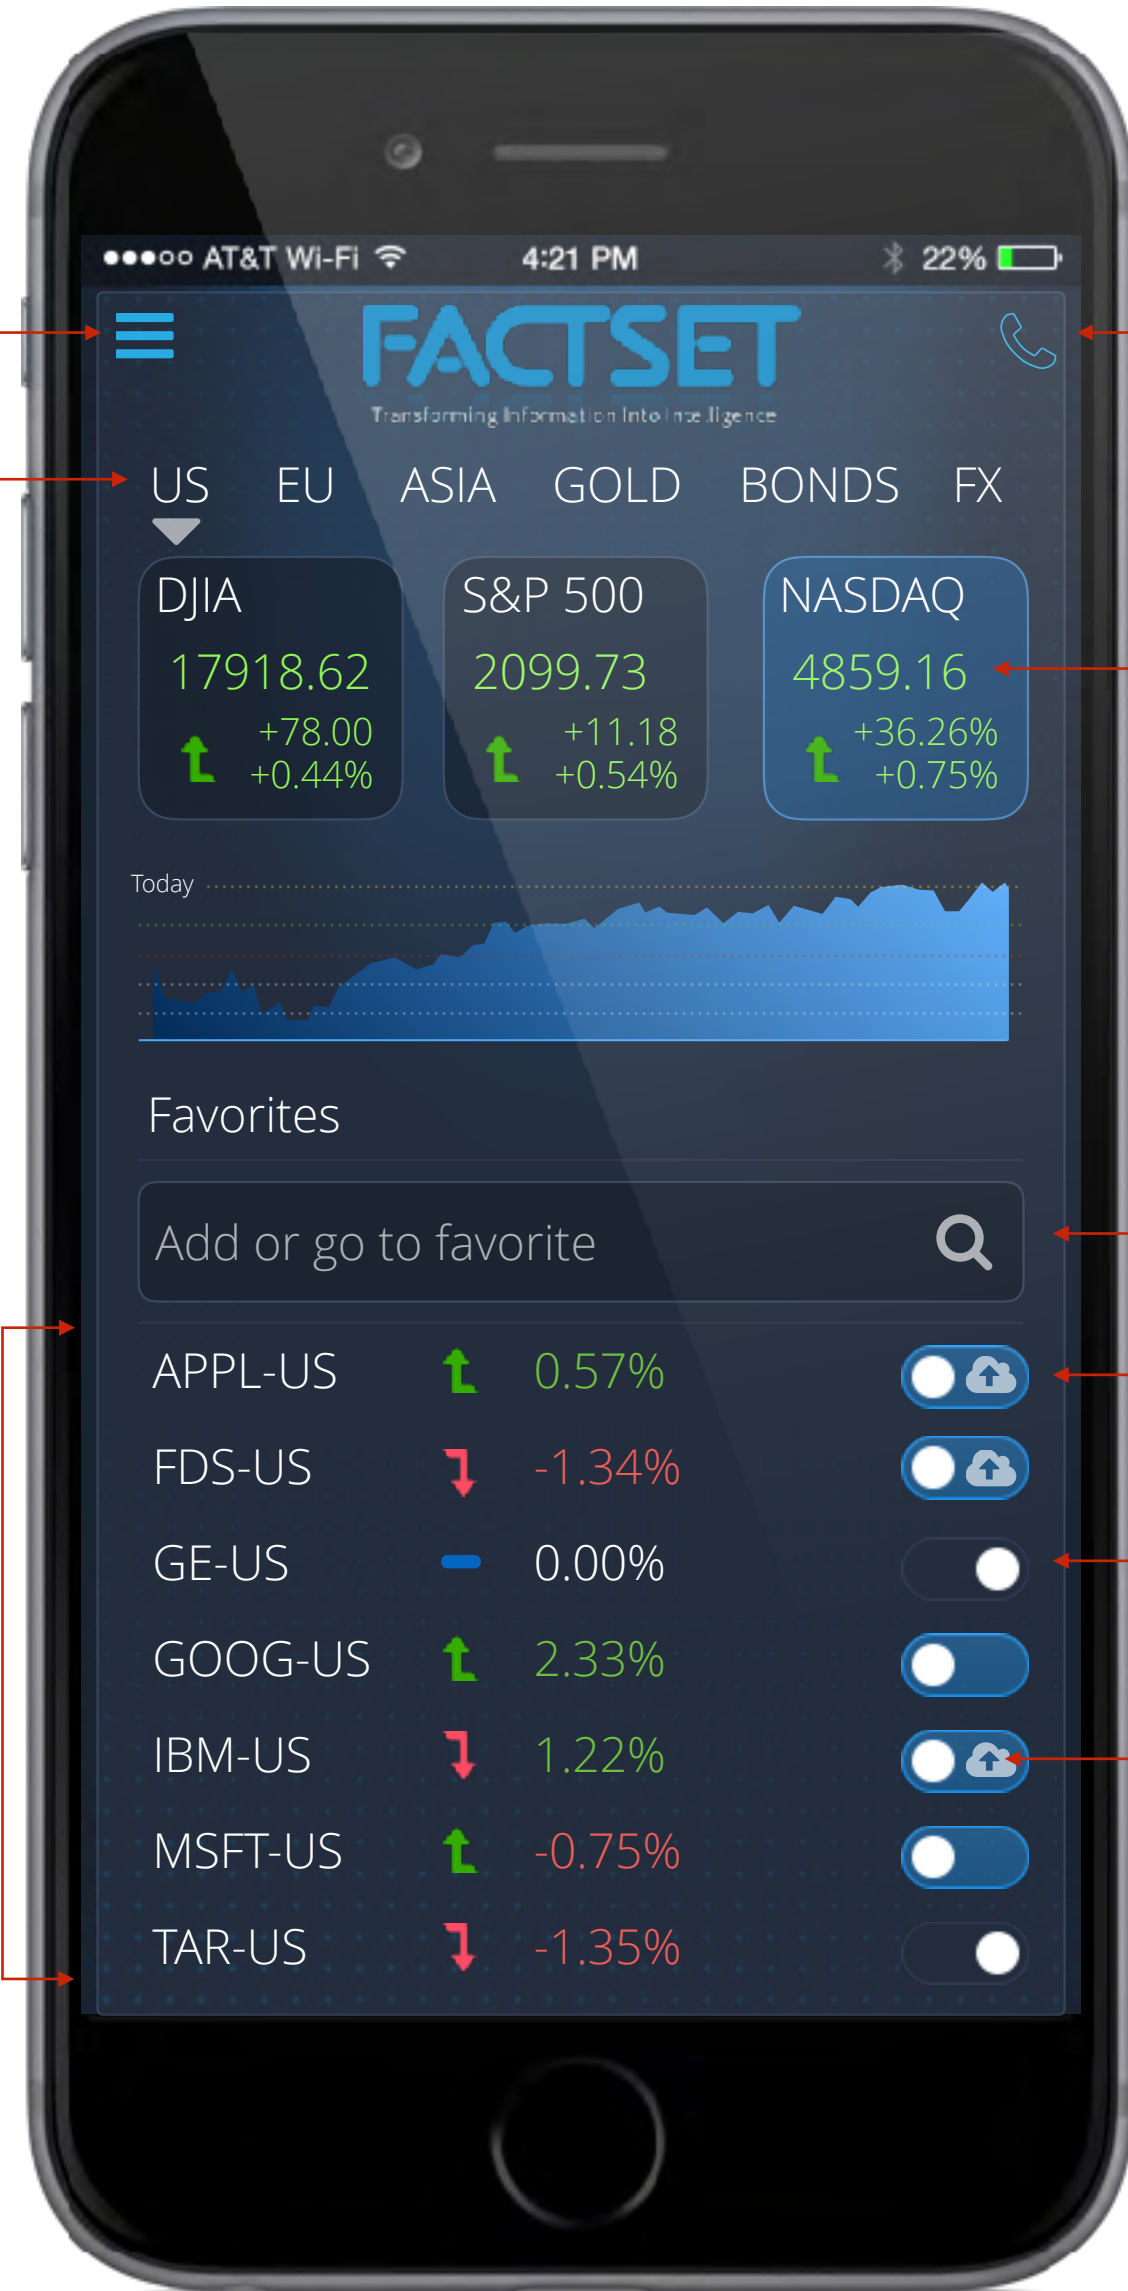 AT&T Wi-Fi 4:21 PM 22%
FACTSET
Transforming Information Into Intelligence
US EU ASIA GOLD BONDS FX
DJIA S&P 500 NASDAQ
17918.62 2099.73 4859.16
+78.00 +11.18 +36.26%
+0.44% +0.54% +0.75%
Today
Favorites
Add or go to favorite
APPL-US 0.57%
FDS-US -1.34%
GE-US 0.00%
GOOG-US 2.33%
IBM-US 1.22%
MSFT-US -0.75%
TAR-US -1.35%